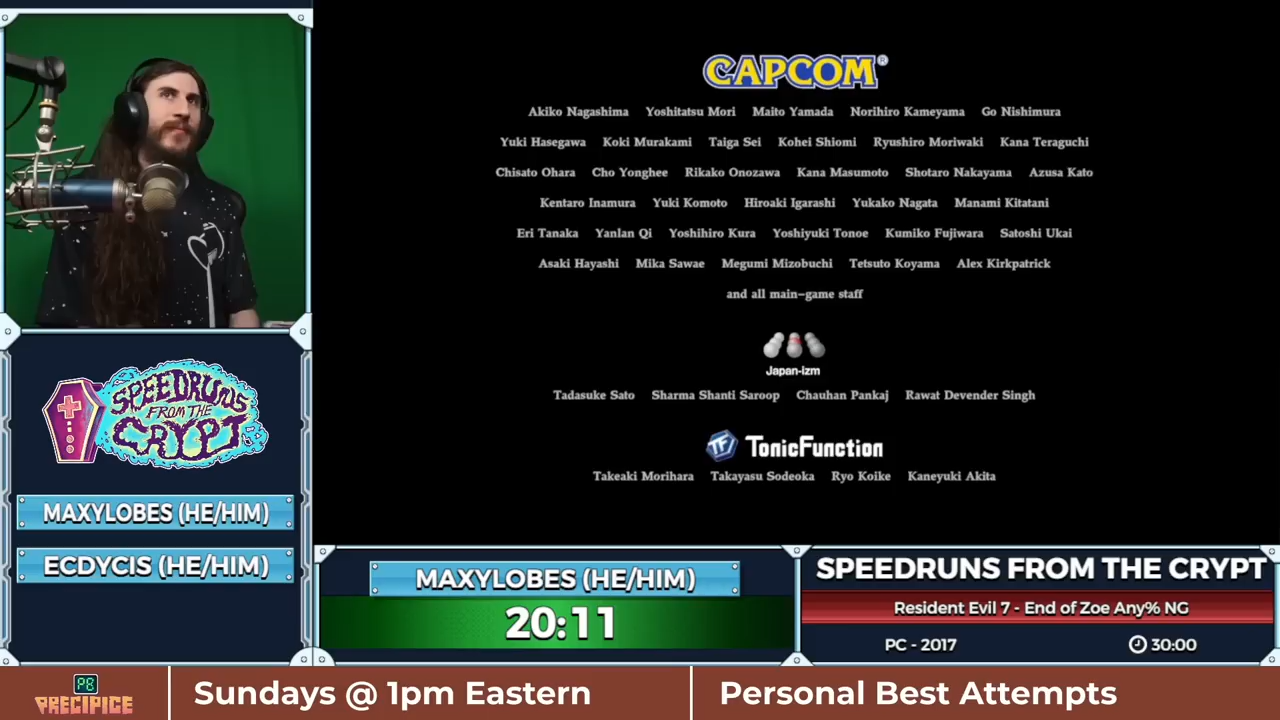 CAPCOM®
Akiko Nagashima Yoshitatsu Mori Maito Yamada Norihiro Kameyama Go Nishimura
Yuki Hasegawa Koki Murakami Taiga Sei Kohei Shiomi Ryushiro Moriwaki Kana Teraguchi
Chisato Ohara Cho Yonghee Rikako Onozawa Kana Masumoto Shotaro Nakayama Azusa Kato
Kentaro Inamura Yuki Komoto Hiroaki Igarashi Yukako Nagata Manami Kitatani
Eri Tanaka Yanlan Qi Yoshihiro Kura Yoshiyuki Tonoe Kumiko Fujiwara Satoshi Ukai
Asaki Hayashi Mika Sawae Megumi Mizobuchi Tetsuto Koyama Alex Kirkpatrick
and all main-game staff
Japan-izm
Tadasuke Sato Sharma Shanti Saroop Chauhan Pankaj Rawat Devender Singh
TF TonicFunction
Takeaki Morihara Takayasu Sodeoka Ryo Koike Kaneyuki Akita
SPEEDRUNS
FROM THE
CRYPT
MAXYLOBES (HE/HIM)
ECDYCIS (HE/HIM)
MAXYLOBES (HE/HIM)
20:11
SPEEDRUNS FROM THE CRYPT
Resident Evil 7 - End of Zoe Any% NG
PC - 2017
30:00
PB
PRECIPICE
Sundays @ 1pm Eastern
Personal Best Attempts